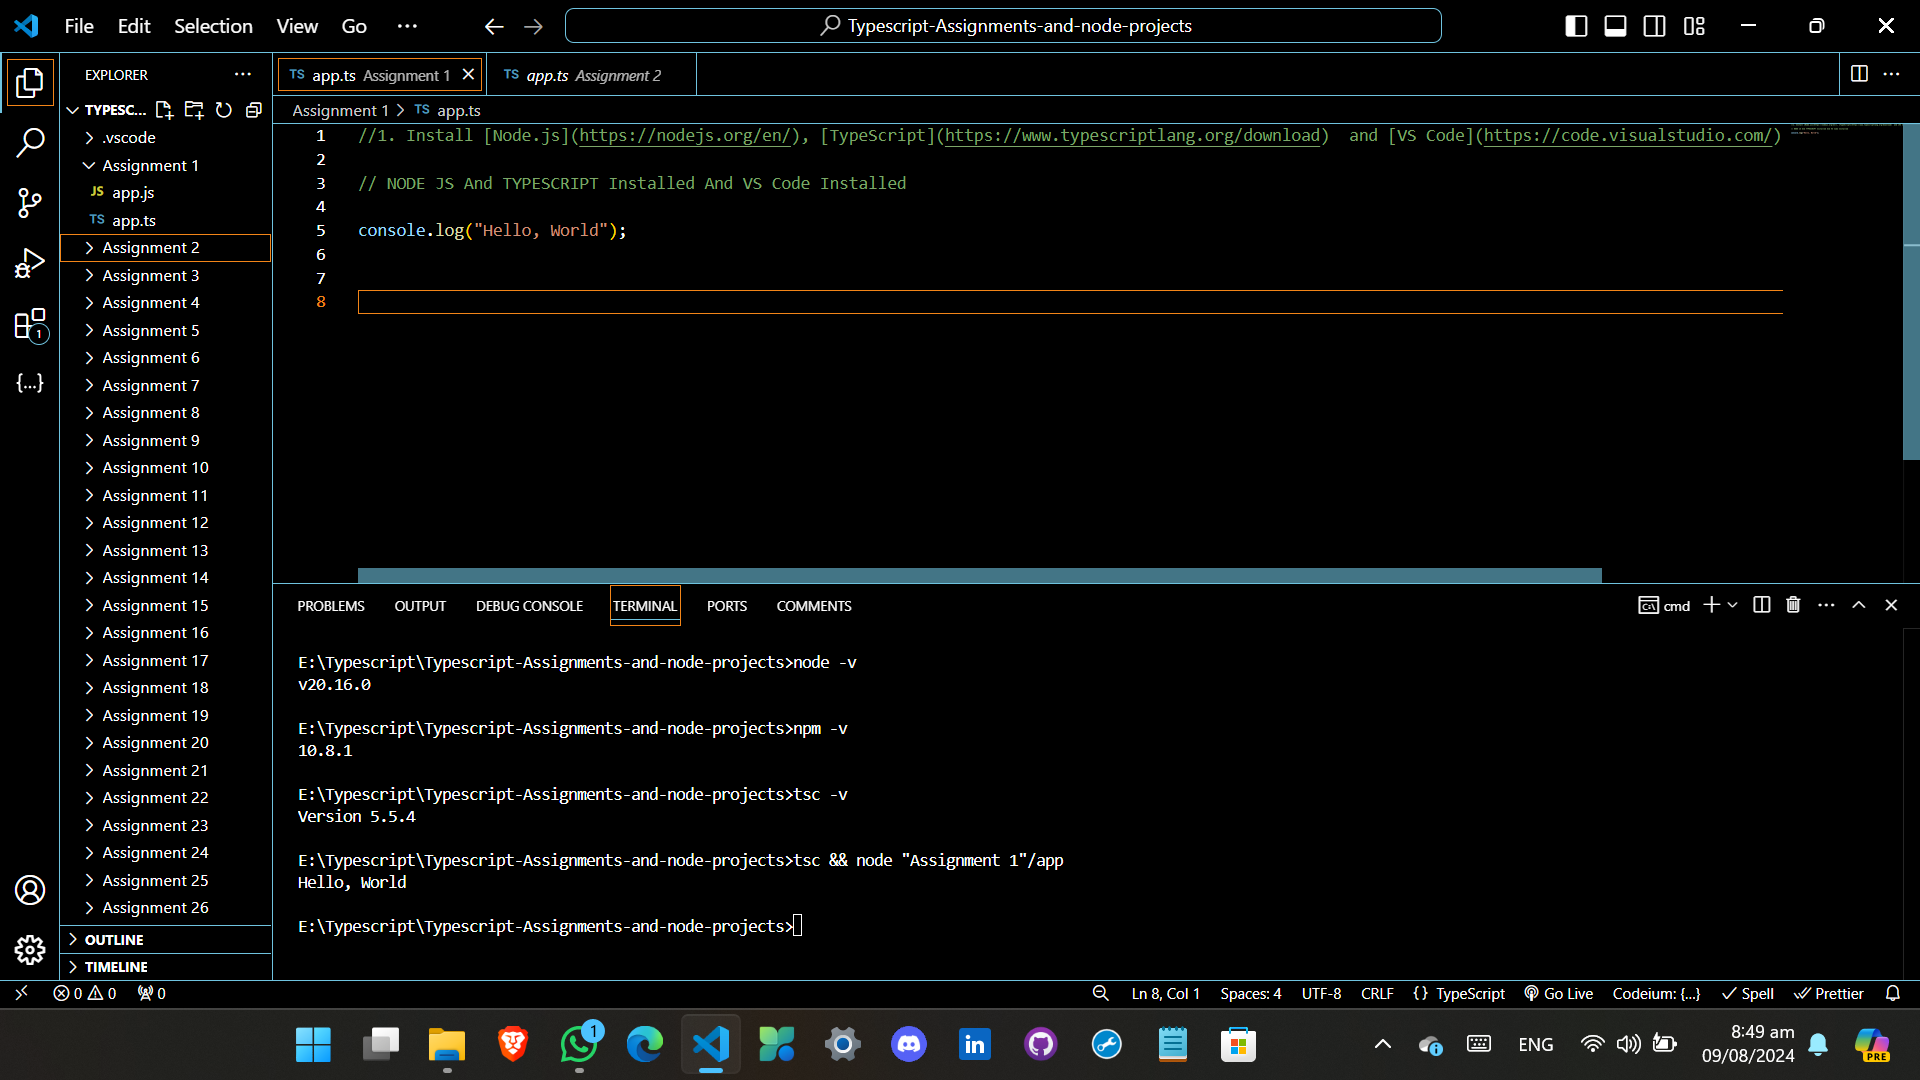 File Edit Selection View Go
Typescript-Assignments-and-node-projects
EXPLORER
TYPESC...
.vscode
Assignment 1
JS app.js
TS app.ts
Assignment 2
Assignment 3
Assignment 4
Assignment 5
Assignment 6
Assignment 7
Assignment 8
Assignment 9
Assignment 10
Assignment 11
Assignment 12
Assignment 13
Assignment 14
Assignment 15
Assignment 16
Assignment 17
Assignment 18
Assignment 19
Assignment 20
Assignment 21
Assignment 22
Assignment 23
Assignment 24
Assignment 25
Assignment 26
OUTLINE
TIMELINE
1
{...}
TS app.ts Assignment 1
TS app.ts Assignment 2
Assignment 1 > TS app.ts
1 //1. Install [Node.js](https://nodejs.org/en/), [TypeScript](https://www.typescriptlang.org/download)  and [VS Code](https://code.visualstudio.com/)
2
3 // NODE JS And TYPESCRIPT Installed And VS Code Installed
4
5 console.log("Hello, World");
6
7
8
PROBLEMS OUTPUT DEBUG CONSOLE TERMINAL PORTS COMMENTS
cmd
E:\Typescript\Typescript-Assignments-and-node-projects>node -v
v20.16.0
E:\Typescript\Typescript-Assignments-and-node-projects>npm -v
10.8.1
E:\Typescript\Typescript-Assignments-and-node-projects>tsc -v
Version 5.5.4
E:\Typescript\Typescript-Assignments-and-node-projects>tsc && node "Assignment 1"/app
Hello, World
E:\Typescript\Typescript-Assignments-and-node-projects>
0 0 0
Ln 8, Col 1 Spaces: 4 UTF-8 CRLF {} TypeScript Go Live Codeium: {...} Spell Prettier
1
in
ENG
8:49 am
09/08/2024
PRE